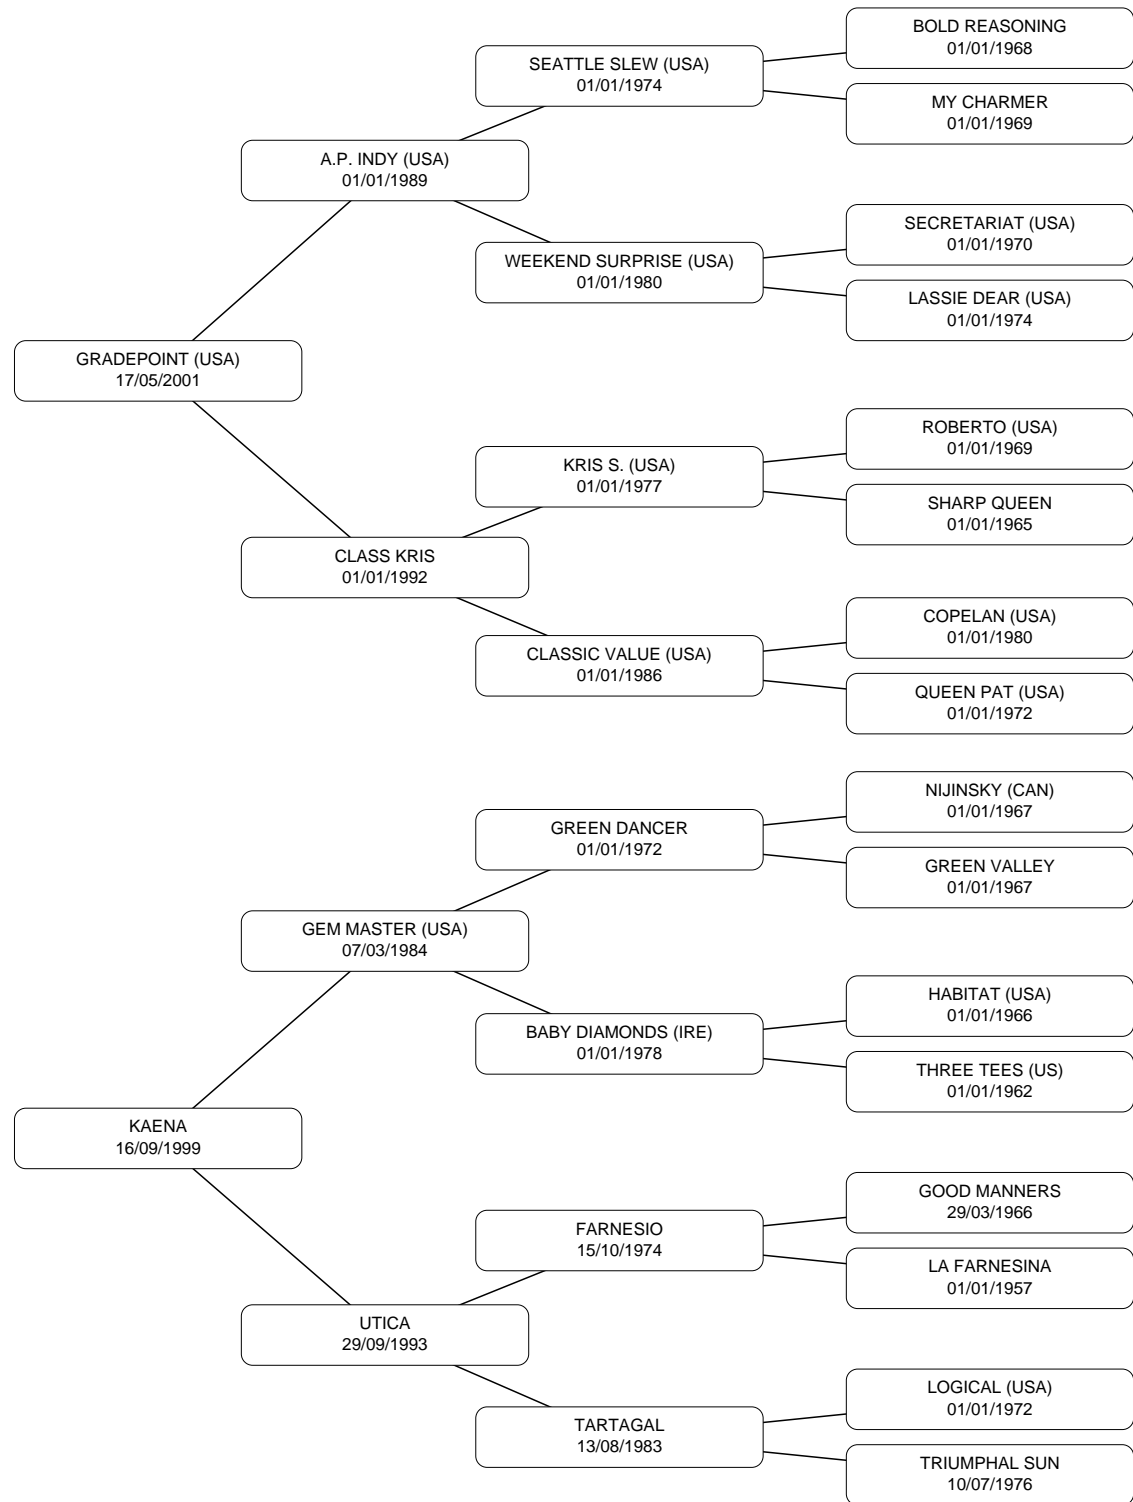 BOLD REASONING
01/01/1968
SEATTLE SLEW (USA)
01/01/1974
MY CHARMER
01/01/1969
A.P. INDY (USA)
01/01/1989
SECRETARIAT (USA)
01/01/1970
WEEKEND SURPRISE (USA)
01/01/1980
LASSIE DEAR (USA)
01/01/1974
GRADEPOINT (USA)
17/05/2001
ROBERTO (USA)
01/01/1969
KRIS S. (USA)
01/01/1977
SHARP QUEEN
01/01/1965
CLASS KRIS
01/01/1992
COPELAN (USA)
01/01/1980
CLASSIC VALUE (USA)
01/01/1986
QUEEN PAT (USA)
01/01/1972
NIJINSKY (CAN)
01/01/1967
GREEN DANCER
01/01/1972
GREEN VALLEY
01/01/1967
GEM MASTER (USA)
07/03/1984
HABITAT (USA)
01/01/1966
BABY DIAMONDS (IRE)
01/01/1978
THREE TEES (US)
01/01/1962
KAENA
16/09/1999
GOOD MANNERS
29/03/1966
FARNESIO
15/10/1974
LA FARNESINA
01/01/1957
UTICA
29/09/1993
LOGICAL (USA)
01/01/1972
TARTAGAL
13/08/1983
TRIUMPHAL SUN
10/07/1976